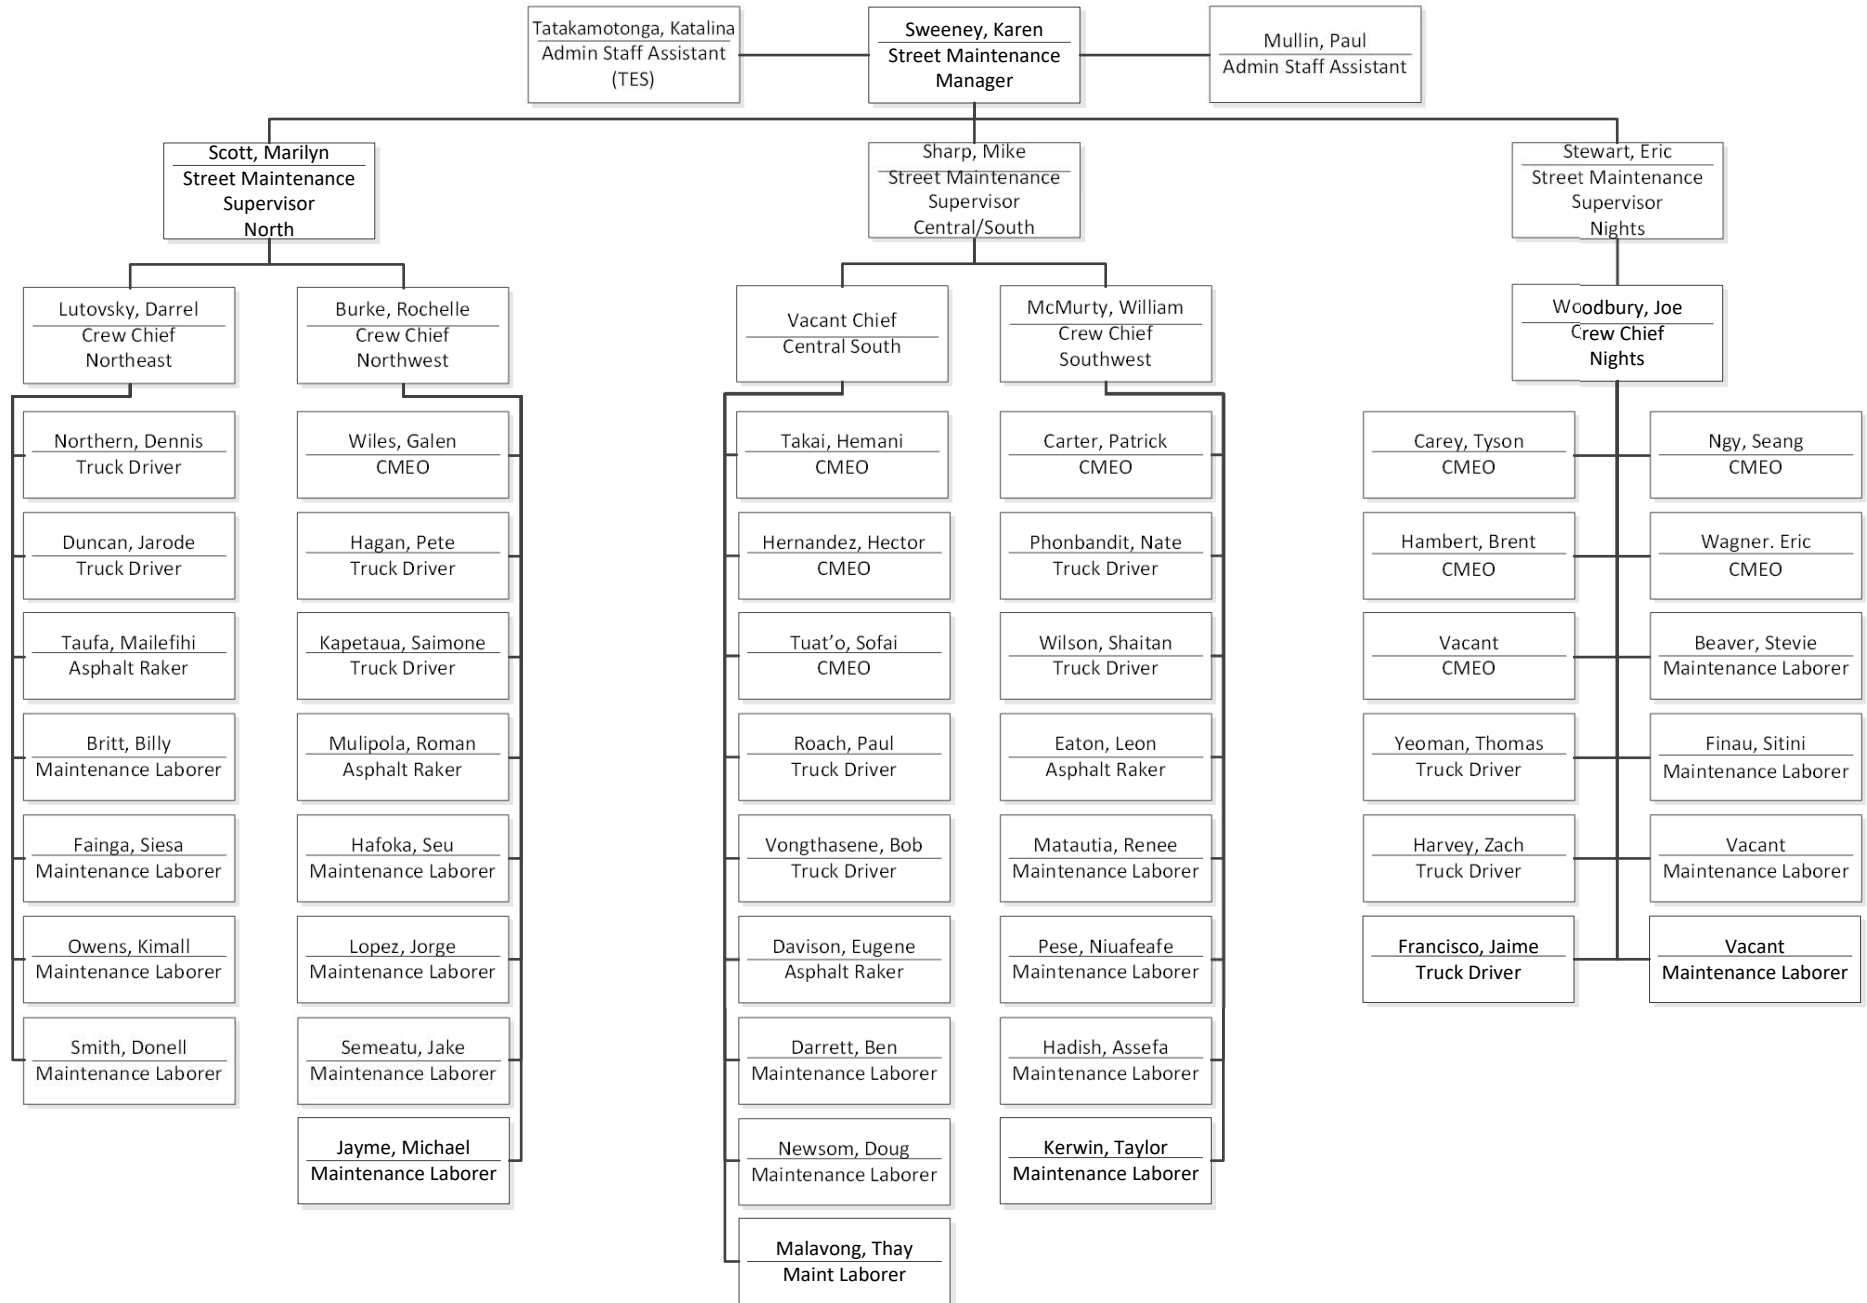 Tatakamotonga, Katalina
Admin Staff Assistant
(TES)
Sweeney, Karen
Street Maintenance
Manager
Mullin, Paul
Admin Staff Assistant
Scott, Marilyn
Street Maintenance
Supervisor
North
Sharp, Mike
Street Maintenance
Supervisor
Central/South
Stewart, Eric
Street Maintenance
Supervisor
Nights
Lutovsky, Darrel
Crew Chief
Northeast
Burke, Rochelle
Crew Chief
Northwest
Vacant Chief
Central South
McMurty, William
Crew Chief
Southwest
Woodbury, Joe
Crew Chief
Nights
Northern, Dennis
Truck Driver
Duncan, Jarode
Truck Driver
Taufa, Mailefihi
Asphalt Raker
Britt, Billy
Maintenance Laborer
Fainga, Siesa
Maintenance Laborer
Owens, Kimall
Maintenance Laborer
Smith, Donell
Maintenance Laborer
Wiles, Galen
CMEO
Hagan, Pete
Truck Driver
Kapetaua, Saimone
Truck Driver
Mulipola, Roman
Asphalt Raker
Hafoka, Seu
Maintenance Laborer
Lopez, Jorge
Maintenance Laborer
Semeatu, Jake
Maintenance Laborer
Jayme, Michael
Maintenance Laborer
Takai, Hemani
CMEO
Hernandez, Hector
CMEO
Tuat’o, Sofai
CMEO
Roach, Paul
Truck Driver
Vongthasene, Bob
Truck Driver
Davison, Eugene
Asphalt Raker
Darrett, Ben
Maintenance Laborer
Newsom, Doug
Maintenance Laborer
Malavong, Thay
Maint Laborer
Carter, Patrick
CMEO
Phonbandit, Nate
Truck Driver
Wilson, Shaitan
Truck Driver
Eaton, Leon
Asphalt Raker
Matautia, Renee
Maintenance Laborer
Pese, Niuafeafe
Maintenance Laborer
Hadish, Assefa
Maintenance Laborer
Kerwin, Taylor
Maintenance Laborer
Carey, Tyson
CMEO
Hambert, Brent
CMEO
Vacant
CMEO
Yeoman, Thomas
Truck Driver
Harvey, Zach
Truck Driver
Francisco, Jaime
Truck Driver
Ngy, Seang
CMEO
Wagner. Eric
CMEO
Beaver, Stevie
Maintenance Laborer
Finau, Sitini
Maintenance Laborer
Vacant
Maintenance Laborer
Vacant
Maintenance Laborer